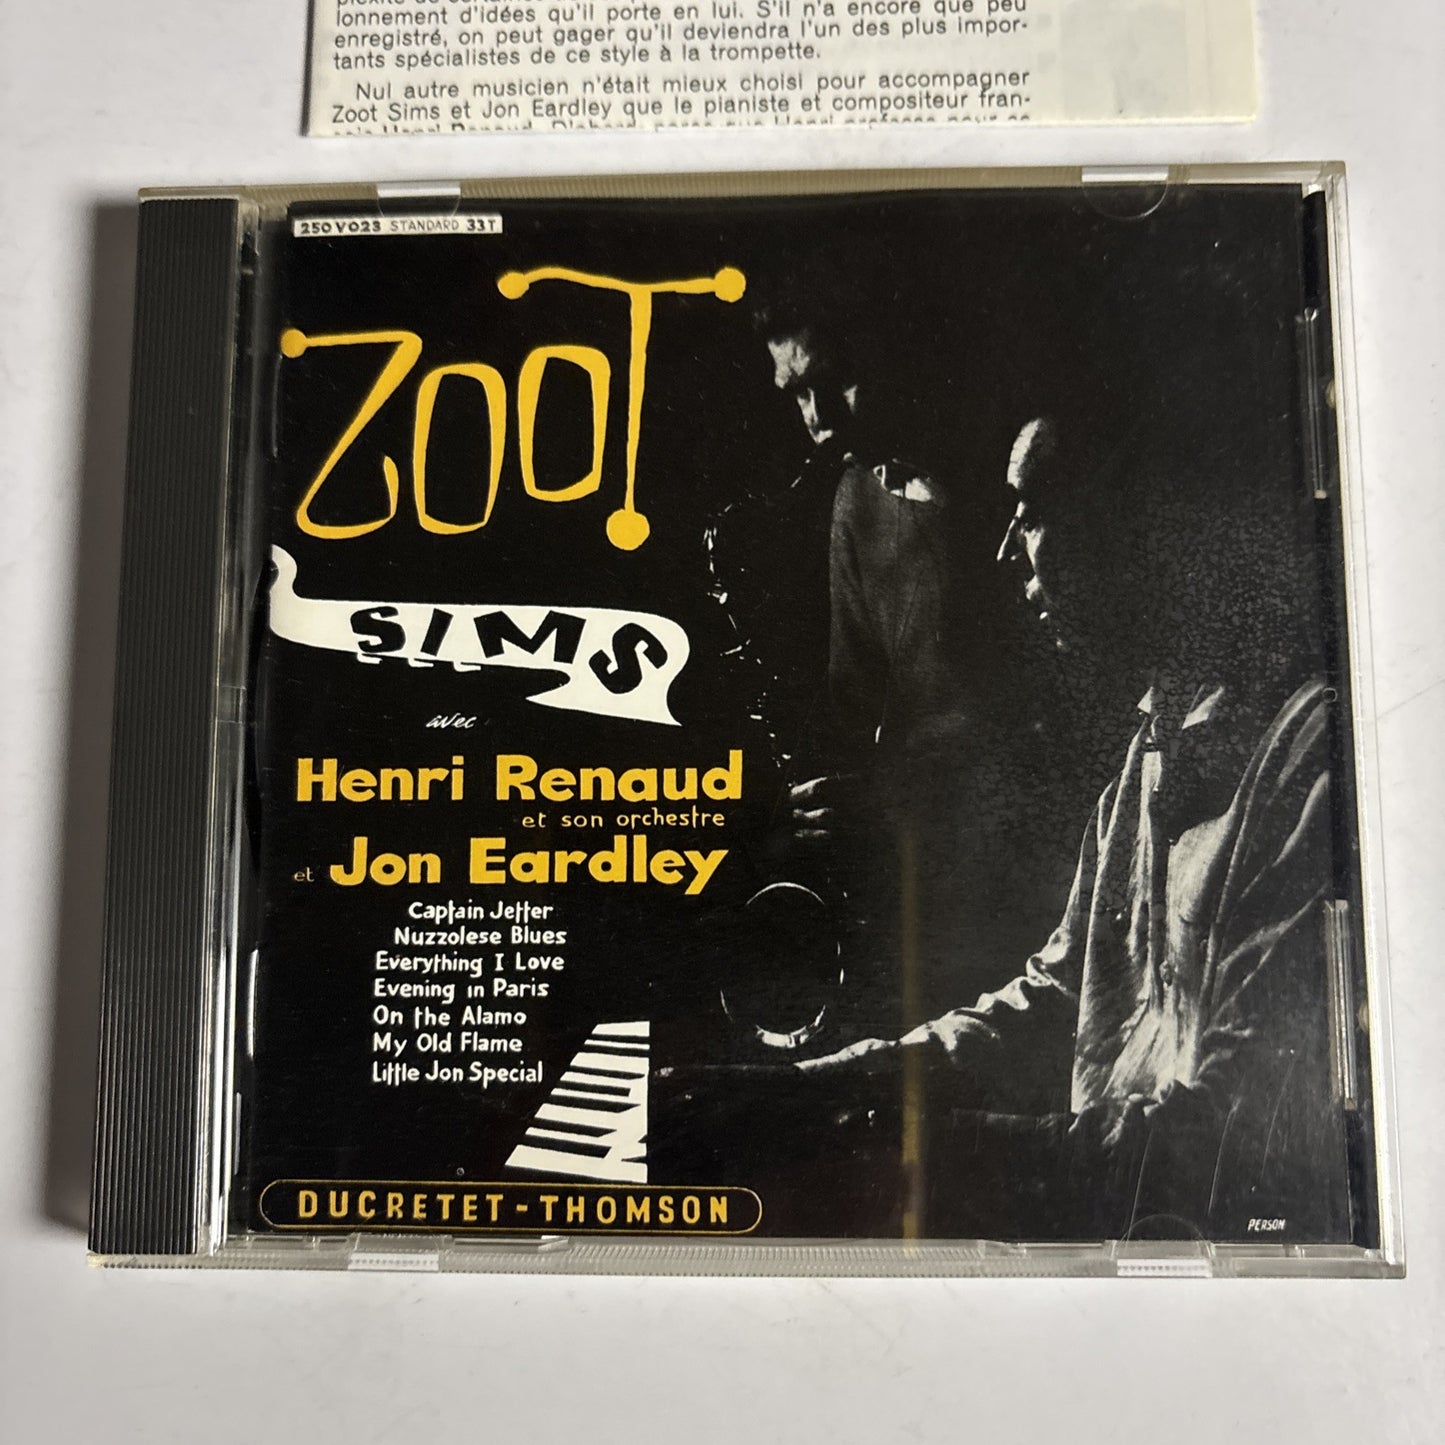 lonnement d'idées qu'il porte en lui. S'il n'a encore que peu
enregistré, on peut gager qu'il deviendra l'un des plus impor-
tants spécialistes de ce style à la trompette.
Nul autre musicien n'était mieux choisi pour accompagner
Zoot Sims et Jon Eardley que le pianiste et compositeur fran-
250 V 023 STANDARD 33 T
ZOOT
SIMS
avec
Henri Renaud
et son orchestre
et Jon Eardley
Captain Jetter
Nuzzolese Blues
Everything I Love
Evening in Paris
On the Alamo
My Old Flame
Little Jon Special
DUCRETET-THOMSON
PERSON